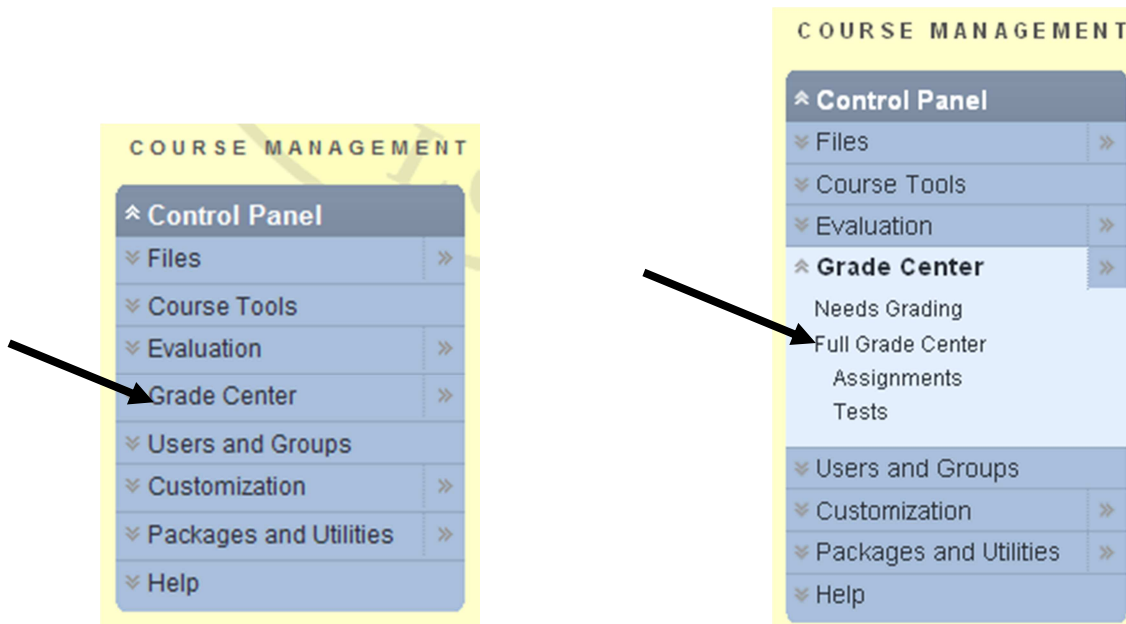 COURSE MANAGEMENT
Control Panel
Files
Course Tools
Evaluation
Grade Center
Users and Groups
Customization
Packages and Utilities
Help
COURSE MANAGEMENT
Control Panel
Files
Course Tools
Evaluation
Grade Center
Needs Grading
Full Grade Center
Assignments
Tests
Users and Groups
Customization
Packages and Utilities
Help